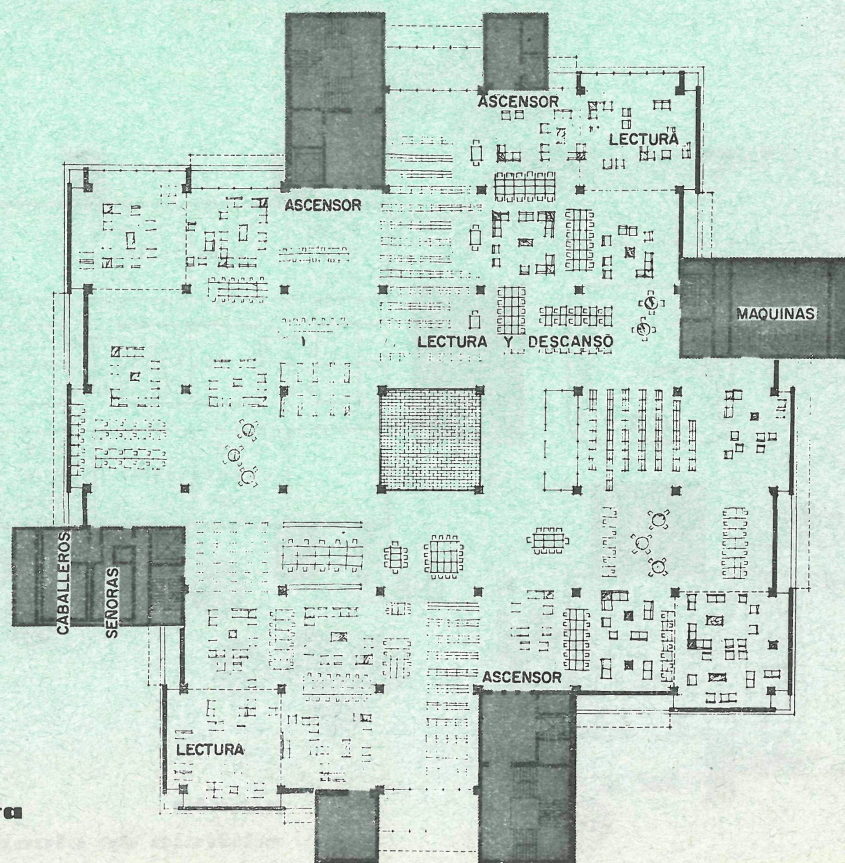 ASCENSOR
LECTURA
ASCENSOR
MAQUINAS
LECTURA Y DESCANSO
CABALLEROS
SEÑORAS
ASCENSOR
LECTURA